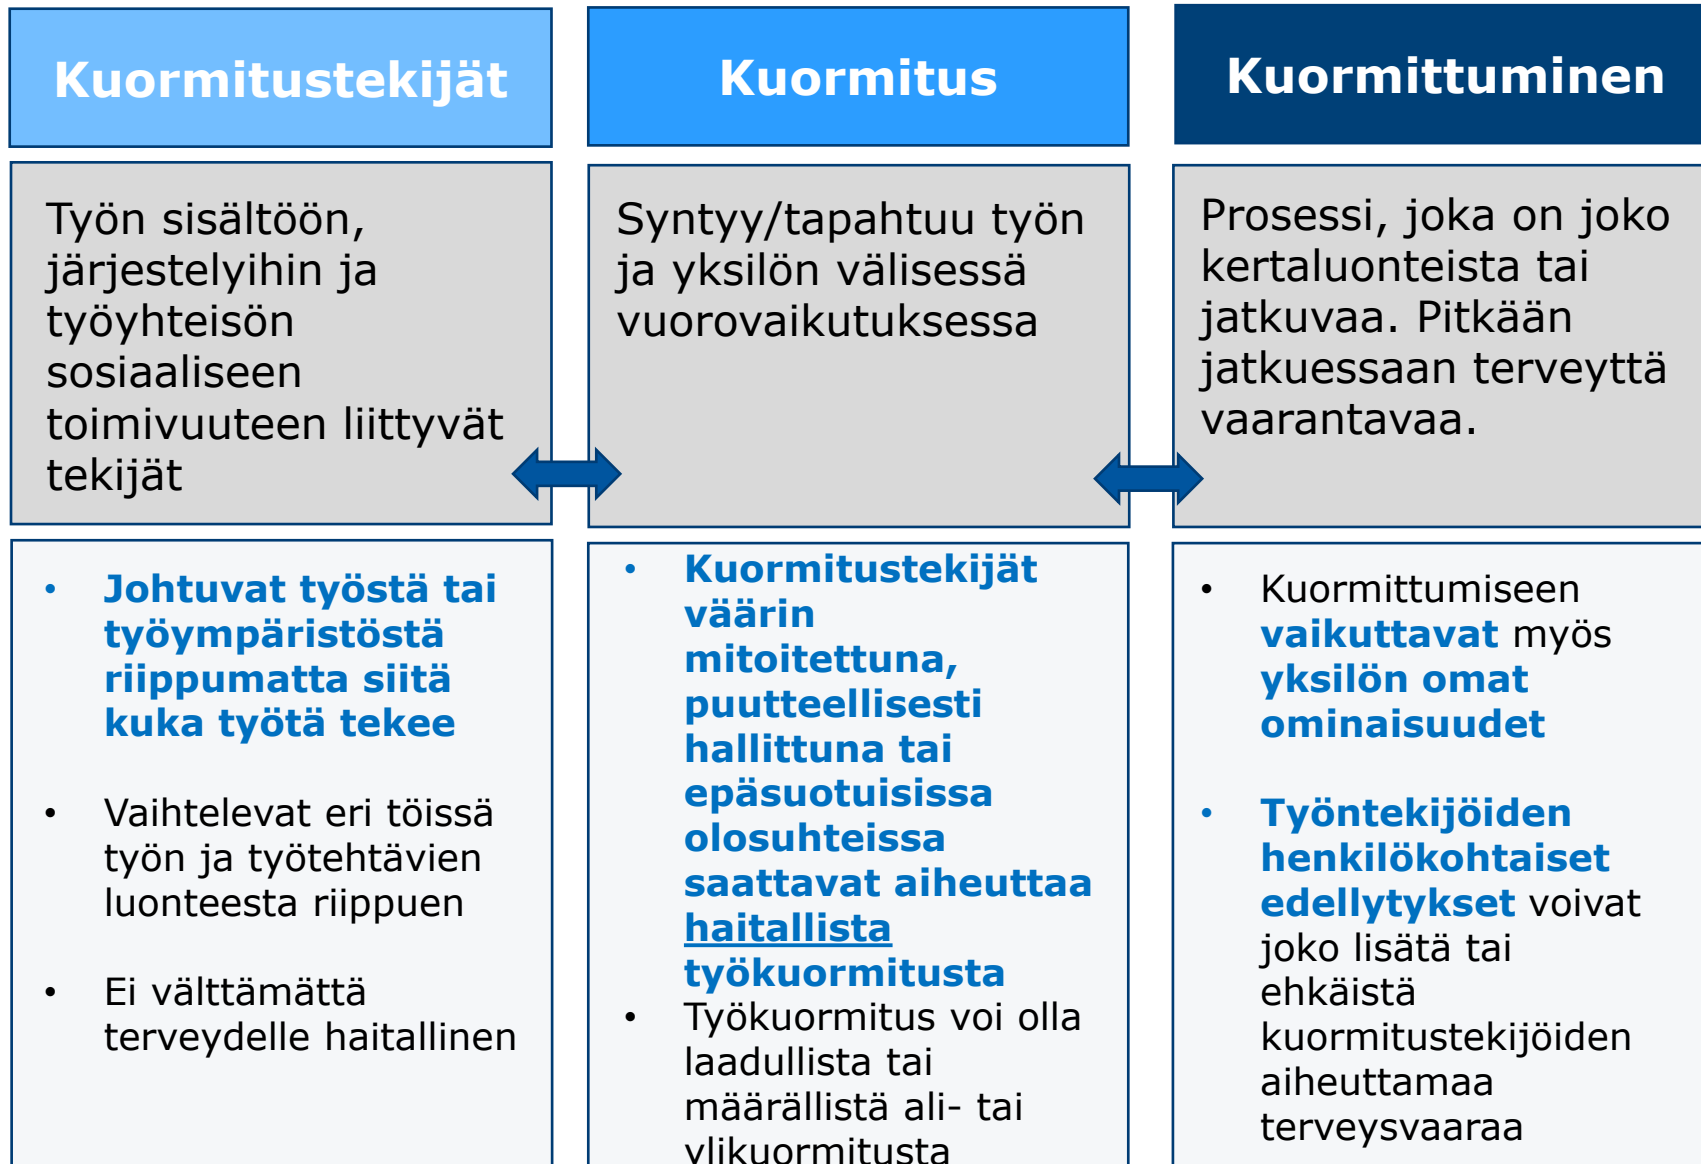 Kuormitustekijät
Työn sisältöön,
järjestelyihin ja
työyhteisön
sosiaaliseen
toimivuuteen liittyvät
tekijät
• Johtuvat työstä tai
työympäristöstä
riippumatta siitä
kuka työtä tekee
• Vaihtelevat eri töissä
työn ja työtehtävien
luonteesta riippuen
• Ei välttämättä
terveydelle haitallinen
Kuormitus
Syntyy/tapahtuu työn
ja yksilön välisessä
vuorovaikutuksessa
• Kuormitustekijät
väärin
mitoitettuna,
puutteellisesti
hallittuna tai
epäsuotuisissa
olosuhteissa
saattavat aiheuttaa
haitallista
työkuormitusta
• Työkuormitus voi olla
laadullista tai
määrällistä ali- tai
ylikuormitusta
Kuormittuminen
Prosessi, joka on joko
kertaluonteista tai
jatkuvaa. Pitkään
jatkuessaan terveyttä
vaarantavaa.
• Kuormittumiseen
vaikuttavat myös
yksilön omat
ominaisuudet
• Työntekijöiden
henkilökohtaiset
edellytykset voivat
joko lisätä tai
ehkäistä
kuormitustekijöiden
aiheuttamaa
terveysvaaraa